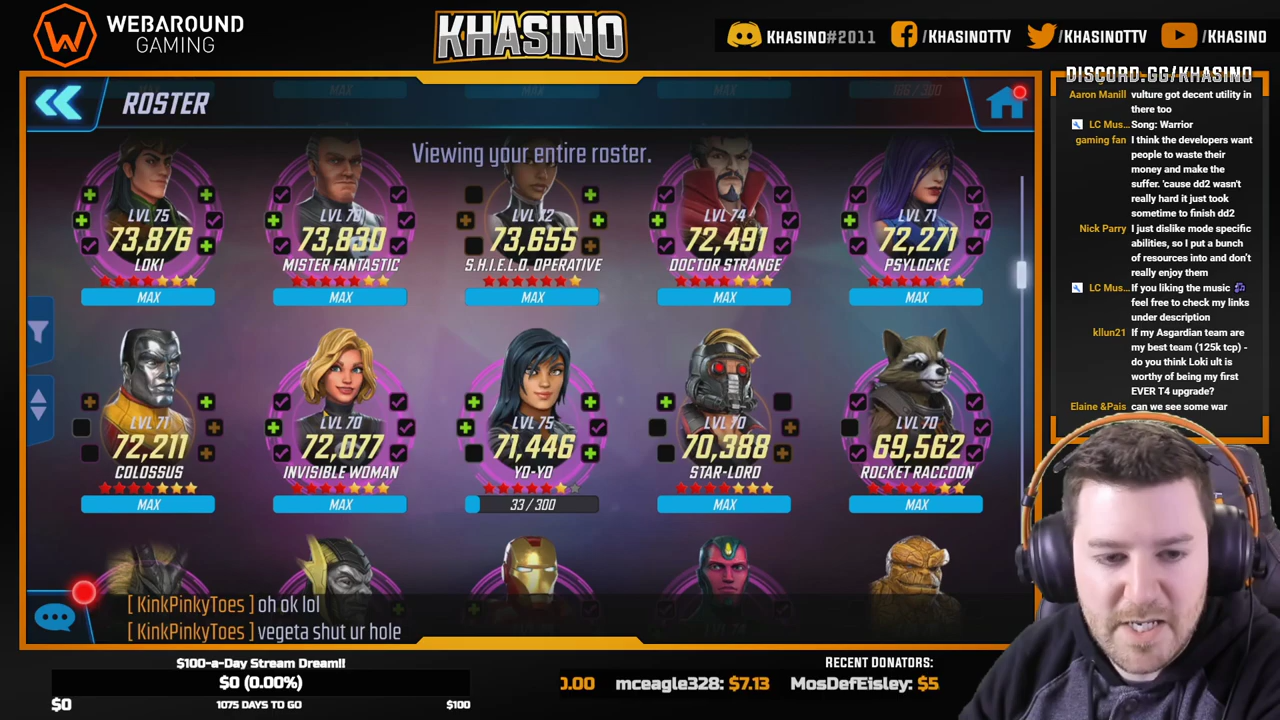 WEBAROUND
GAMING
KHASINO
KHASINO#2011
/KHASINOTTV
/KHASINOTTV
/KHASINO
ROSTER
MAX
MAX
MAX
MAX
186 / 300
Viewing your entire roster.
LVL 75
73,876
LOKI
MAX
LVL 70
73,830
MISTER FANTASTIC
MAX
LVL 72
73,655
S.H.I.E.L.D. OPERATIVE
MAX
LVL 74
72,491
DOCTOR STRANGE
MAX
LVL 71
72,271
PSYLOCKE
MAX
LVL 71
72,211
COLOSSUS
MAX
LVL 70
72,077
INVISIBLE WOMAN
MAX
LVL 75
71,446
YO-YO
33 / 300
LVL 70
70,388
STAR-LORD
MAX
LVL 70
69,562
ROCKET RACCOON
MAX
[ KinkPinkyToes ] oh ok lol
[ KinkPinkyToes ] vegeta shut ur hole
DISCORD.GG/KHASINO
Aaron Manill vulture got decent utility in
there too
LC Mus... Song: Warrior
gaming fan I think the developers want
people to waste their
money and make the
suffer. 'cause dd2 wasn't
really hard it just took
sometime to finish dd2
Nick Parry I just dislike mode specific
abilities, so I put a bunch
of resources into and don't
really enjoy them
LC Mus... If you liking the music
feel free to check my links
under description
kllun21 If my Asgardian team are
my best team (125k tcp) -
do you think Loki ult is
worthy of being my first
EVER T4 upgrade?
Elaine &Pais can we see some war
$100-a-Day Stream Dream!!
$0 (0.00%)
$0
1075 DAYS TO GO
$100
RECENT DONATORS:
0.00 mceagle328: $7.13 MosDefEisley: $5